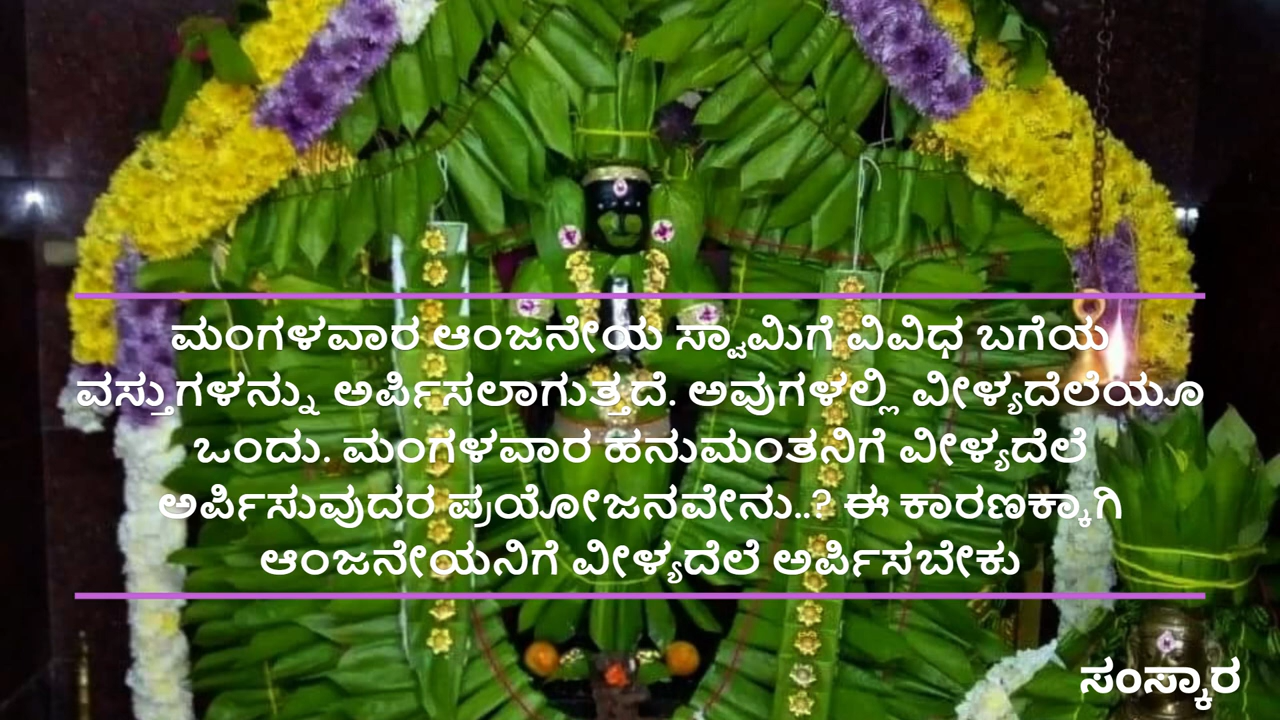 ಮಂಗಳವಾರ ಆಂಜನೇಯ ಸ್ವಾಮಿಗೆ ವಿವಿಧ ಬಗೆಯ
ವಸ್ತುಗಳನ್ನು ಅರ್ಪಿಸಲಾಗುತ್ತದೆ. ಅವುಗಳಲ್ಲಿ ವೀಳ್ಯದೆಲೆಯೂ
ಒಂದು. ಮಂಗಳವಾರ ಹನುಮಂತನಿಗೆ ವೀಳ್ಯದೆಲೆ
ಅರ್ಪಿಸುವುದರ ಪ್ರಯೋಜನವೇನು..? ಈ ಕಾರಣಕ್ಕಾಗಿ
ಆಂಜನೇಯನಿಗೆ ವೀಳ್ಯದೆಲೆ ಅರ್ಪಿಸಬೇಕು
ಸಂಸ್ಕಾರ